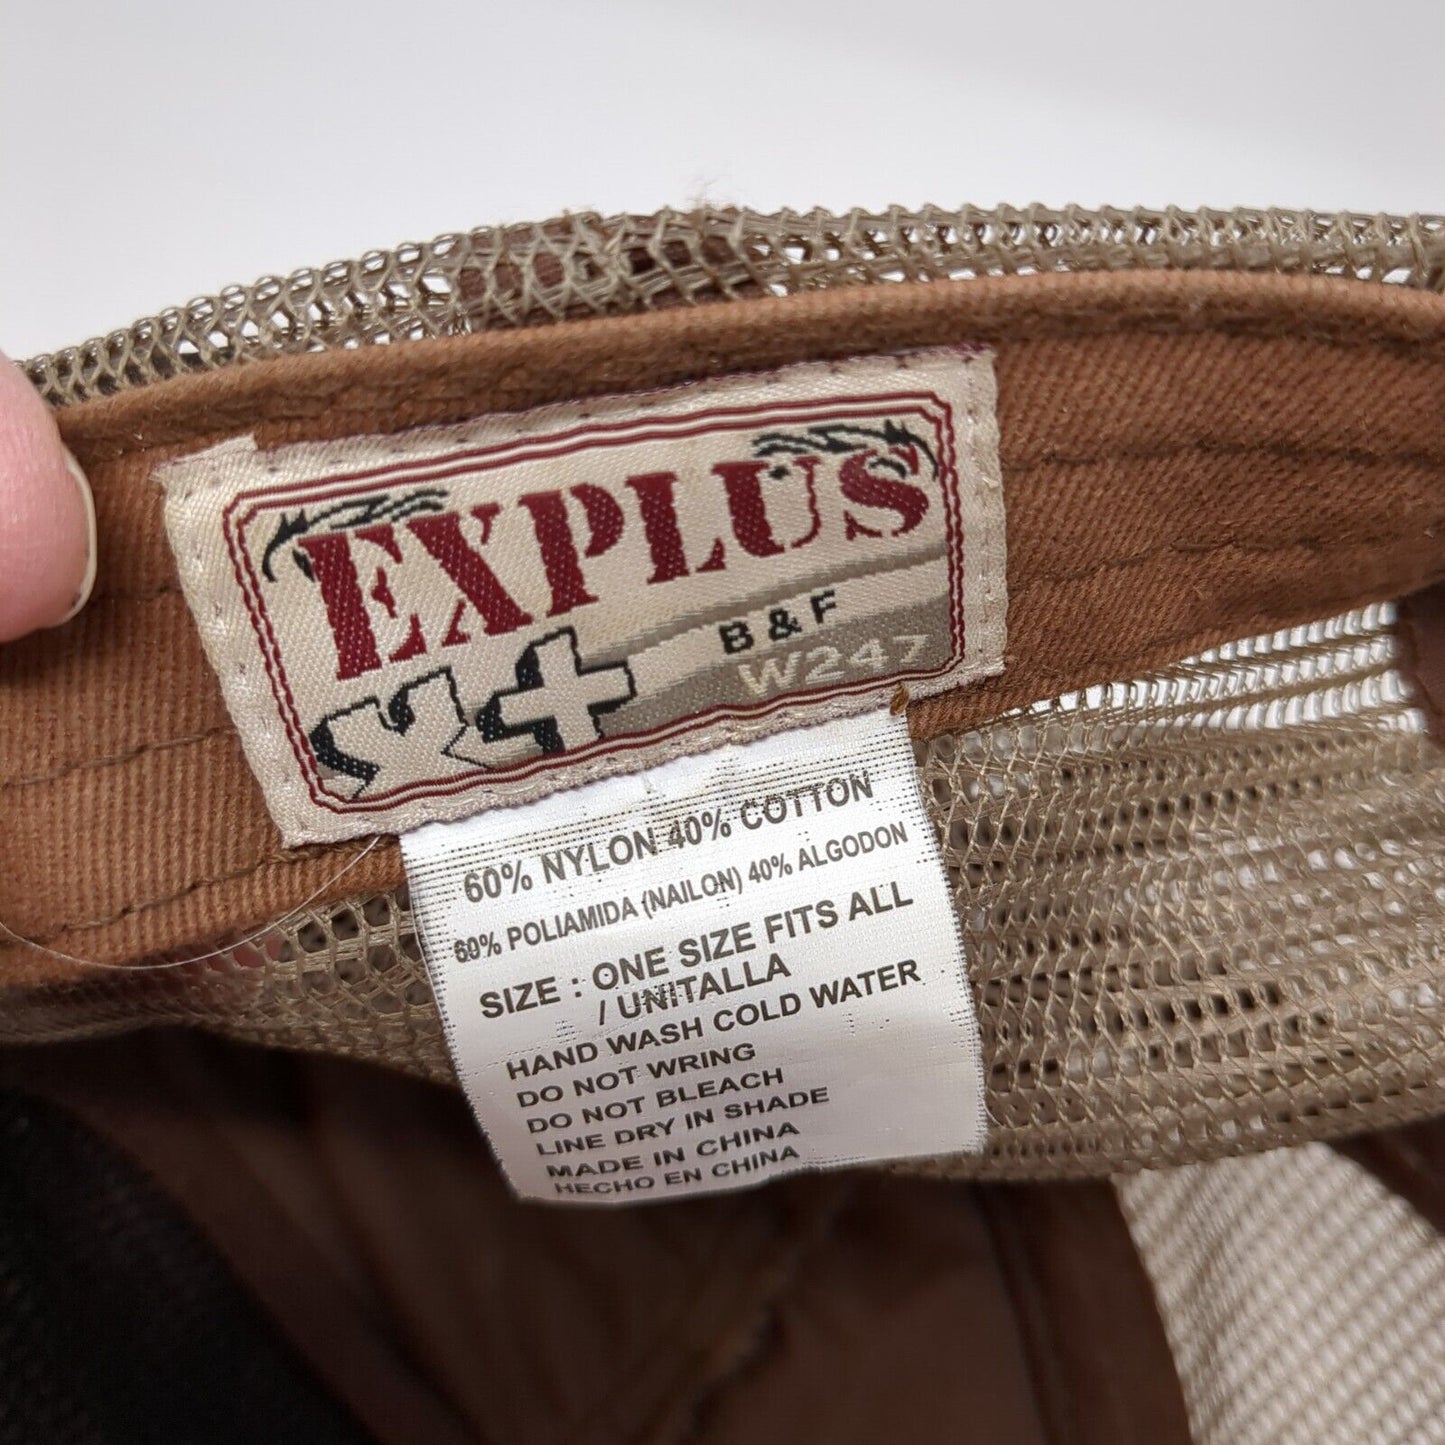 EXPLUS
X+
B & F
W247
60% NYLON 40% COTTON
60% POLIAMIDA (NAILON) 40% ALGODON
SIZE : ONE SIZE FITS ALL
/ UNITALLA
HAND WASH COLD WATER
DO NOT WRING
DO NOT BLEACH
LINE DRY IN SHADE
MADE IN CHINA
HECHO EN CHINA